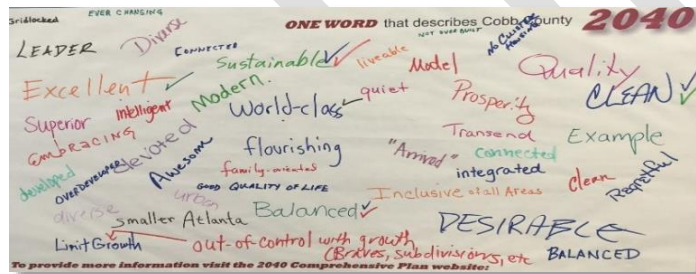 Gridlocked
EVER CHANGING
ONE WORD that describes Cobb County 2040
NOT OVER BUILT
NO CLUSTER HOUSING
LEADER
Diverse
CONNECTED
Sustainable
liveable
Model
Quality
Excellent
Modern.
quiet
Prosperity
CLEAN
Superior
intelligent
World-class
EMBRACING
devoted
Awesome
flourishing
"Arrived"
Transend
connected
Example
developed
OVERDEVELOPED
family-oriented
integrated
Clean
Regretful
urban
GOOD QUALITY OF LIFE
Inclusive of all Areas
diverse
smaller Atlanta
Balanced
DESIRABLE
Limit Growth
out-of-control with growth,
(Braves, subdivisions, etc
BALANCED
To provide more information visit the 2040 Comprehensive Plan website: